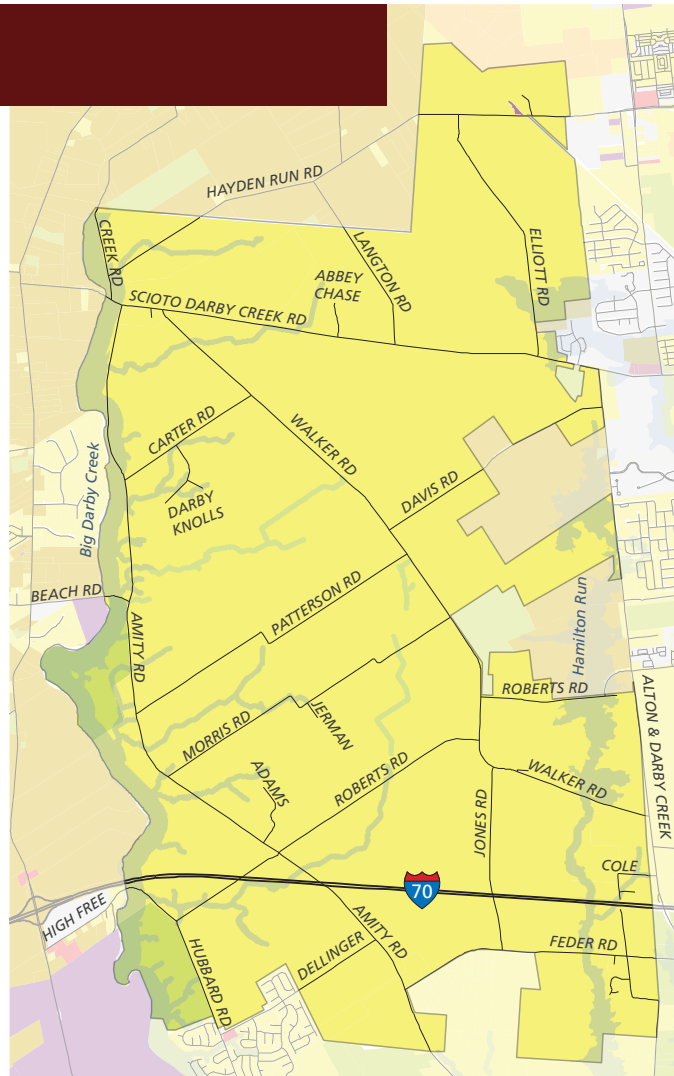 HAYDEN RUN RD
CREEK RD
LANGTON RD
ELLIOTT RD
ABBEY
CHASE
SCIOTO DARBY CREEK RD
CARTER RD
WALKER RD
Big Darby Creek
DAVIS RD
DARBY
KNOLLS
BEACH RD
PATTERSON RD
Hamilton Run
AMITY RD
ROBERTS RD
ALTON & DARBY CREEK
MORRIS RD
JERMAN
ADAMS
ROBERTS RD
WALKER RD
JONES RD
COLE
70
HIGH FREE
AMITY RD
HUBBARD RD
DELLINGER
FEDER RD